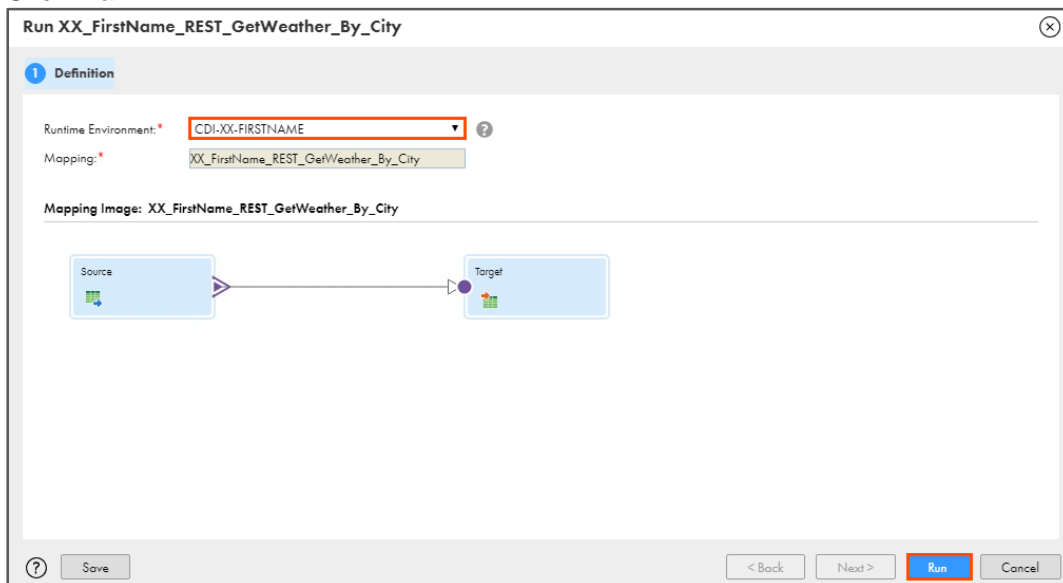 Run XX_FirstName_REST_GetWeather_By_City
1 Definition
Runtime Environment:* CDI-XX-FIRSTNAME ?
Mapping:* XX_FirstName_REST_GetWeather_By_City
Mapping Image: XX_FirstName_REST_GetWeather_By_City
Source Target
? Save < Back Next > Run Cancel